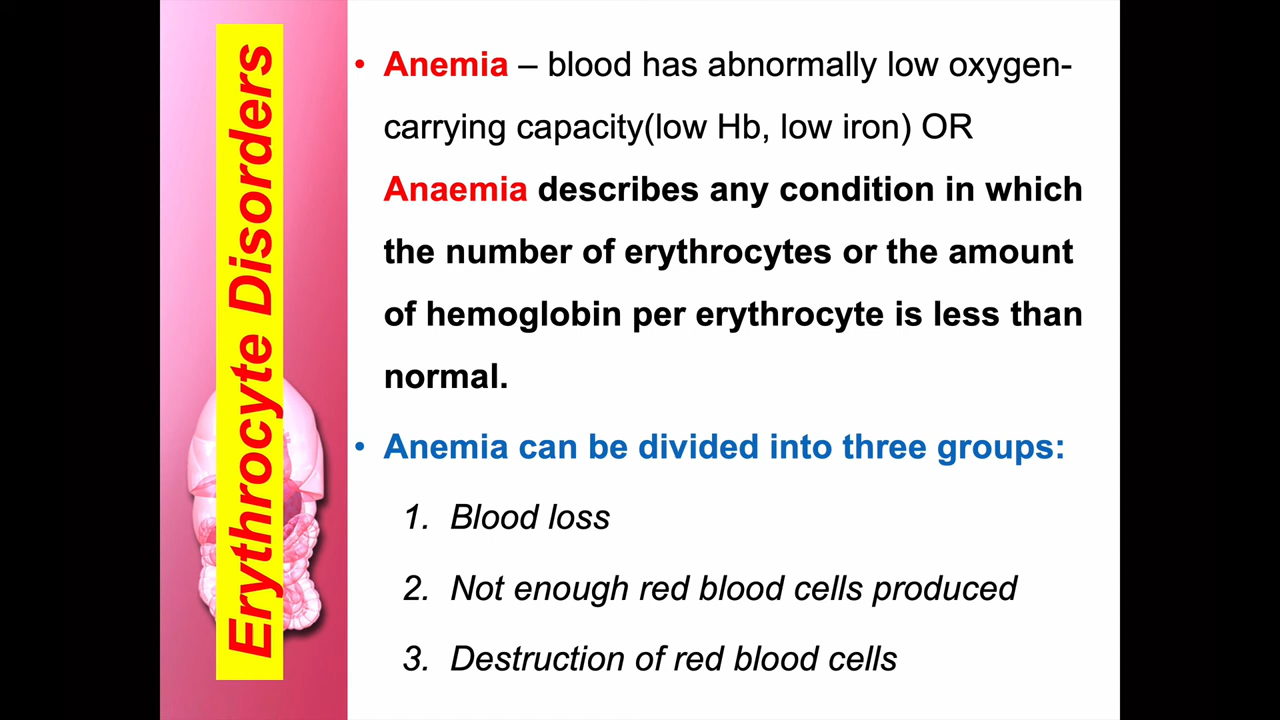 Erythrocyte Disorders
• Anemia – blood has abnormally low oxygen-
carrying capacity(low Hb, low iron) OR
Anaemia describes any condition in which
the number of erythrocytes or the amount
of hemoglobin per erythrocyte is less than
normal.
• Anemia can be divided into three groups:
1. Blood loss
2. Not enough red blood cells produced
3. Destruction of red blood cells